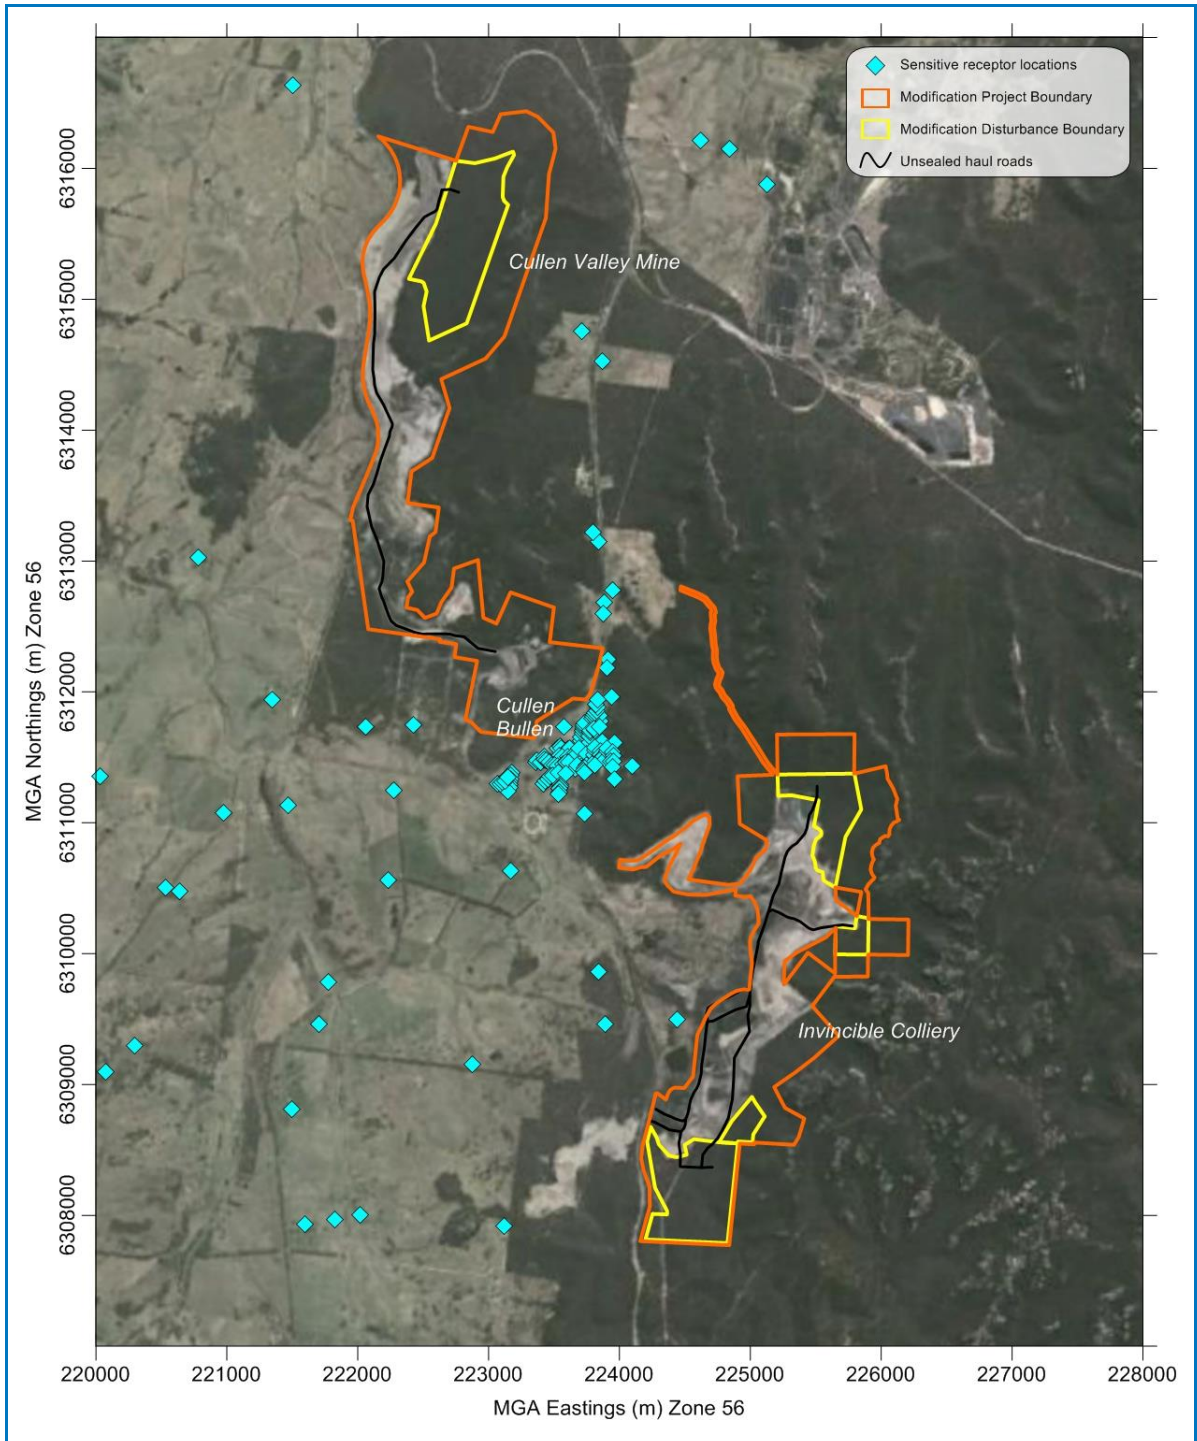 Sensitive receptor locations
Modification Project Boundary
Modification Disturbance Boundary
Unsealed haul roads
Cullen Valley Mine
Cullen
Bullen
Invincible Colliery
6316000
6315000
6314000
6313000
6312000
6311000
6310000
6309000
6308000
MGA Northings (m) Zone 56
220000 221000 222000 223000 224000 225000 226000 227000 228000
MGA Eastings (m) Zone 56